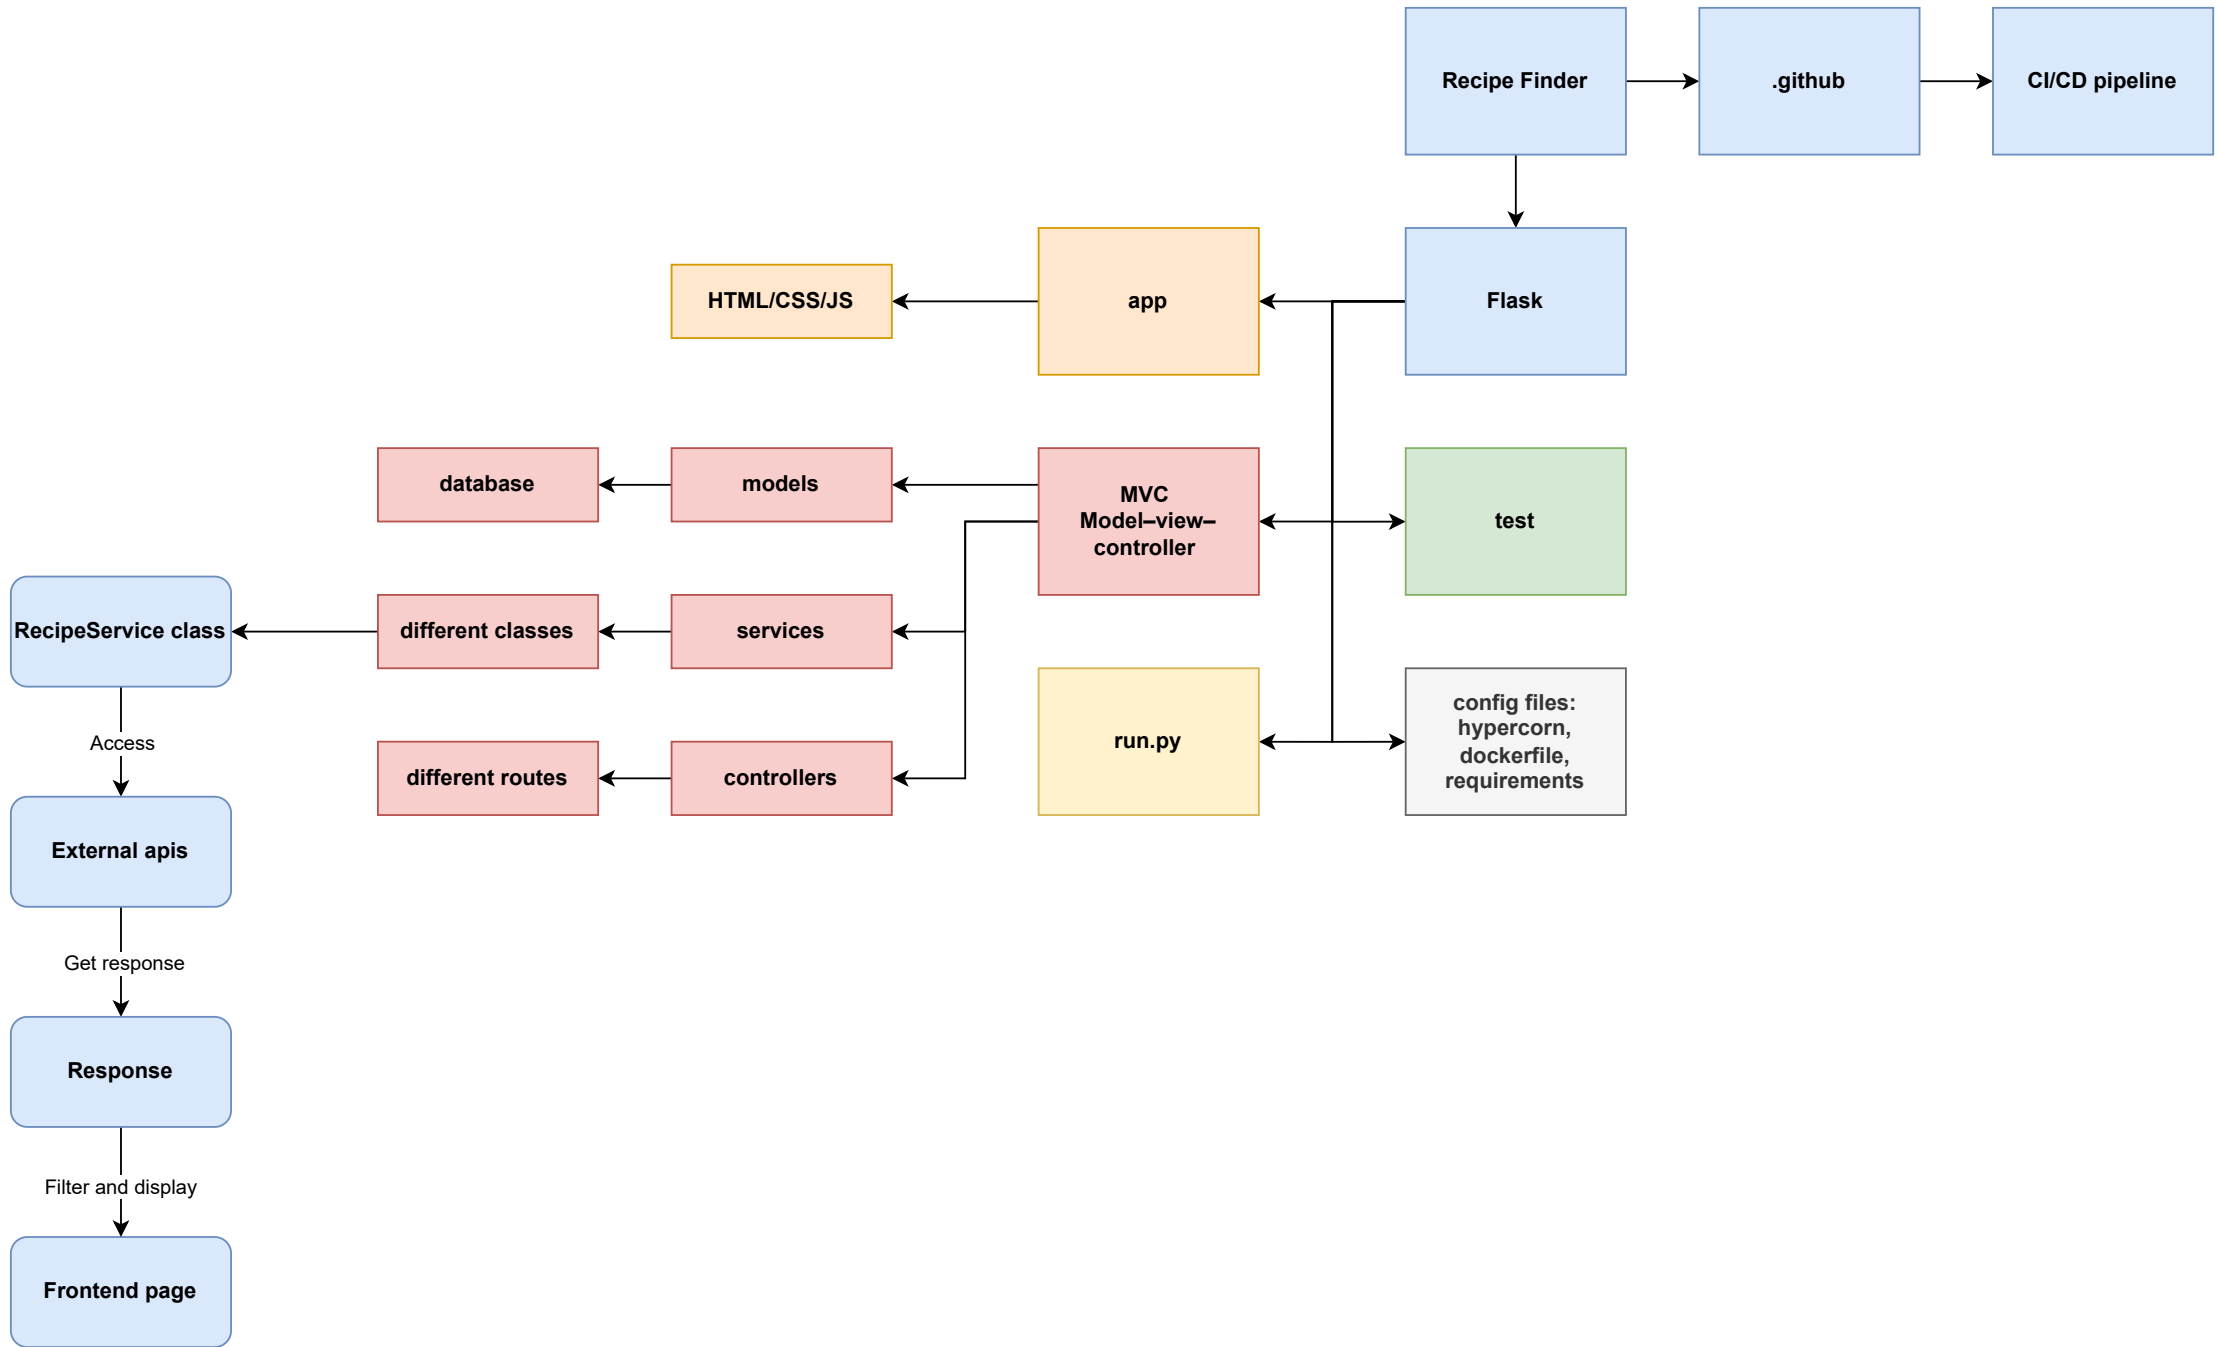 Recipe Finder
.github
CI/CD pipeline
HTML/CSS/JS
app
Flask
database
models
MVC
Model–view–
controller
test
RecipeService class
different classes
services
run.py
config files:
hypercorn,
dockerfile,
requirements
Access
different routes
controllers
External apis
Get response
Response
Filter and display
Frontend page